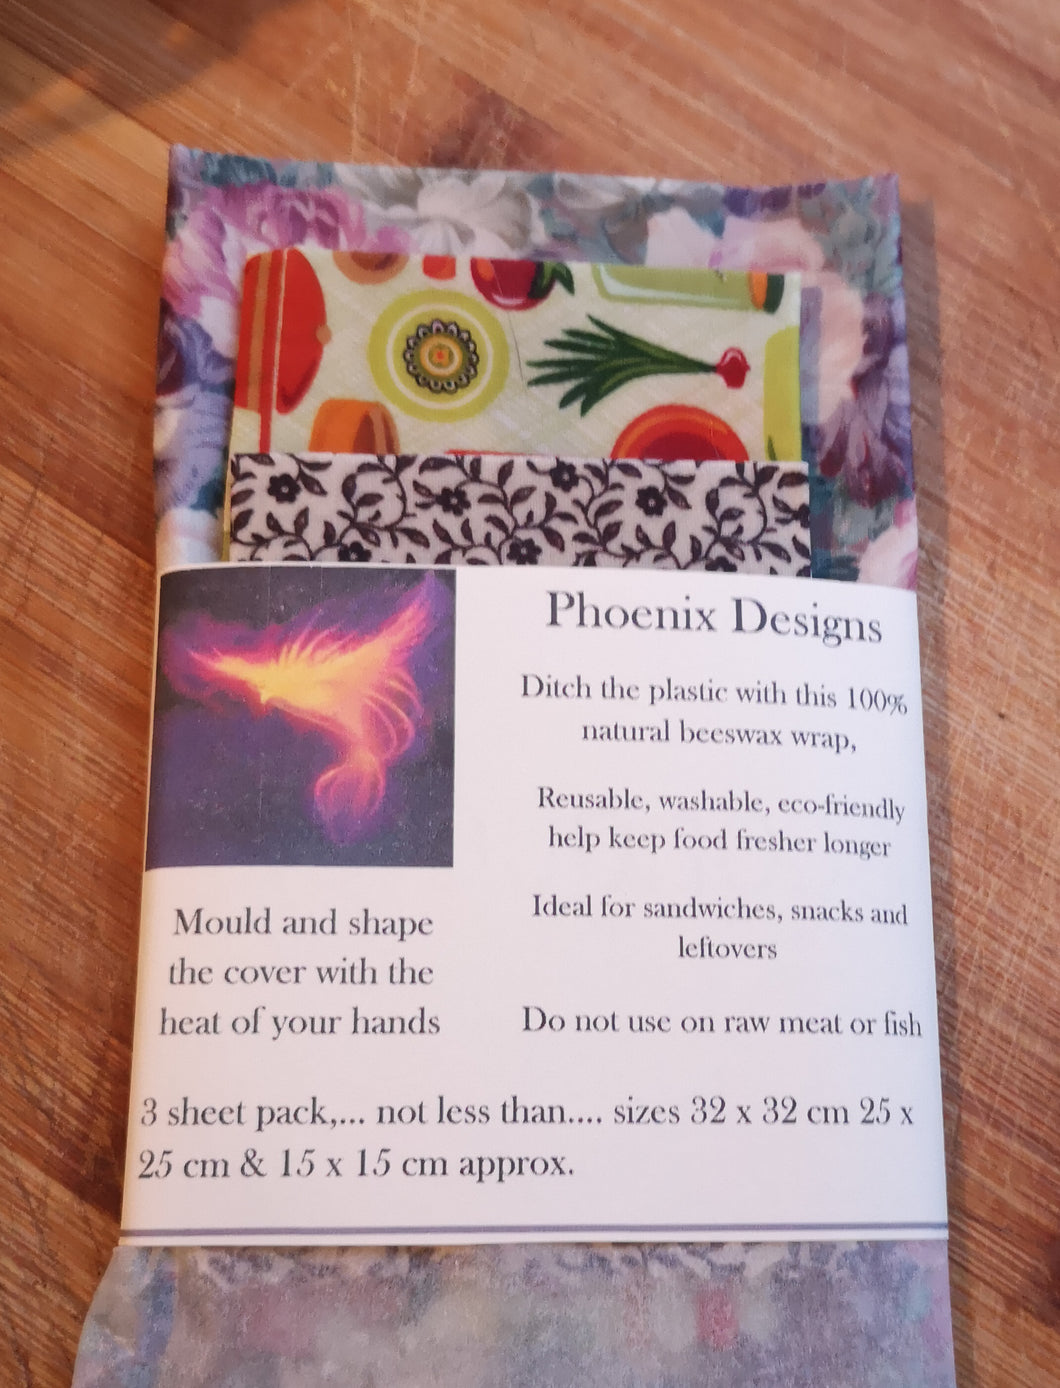 Phoenix Designs
Ditch the plastic with this 100%
natural beeswax wrap,
Reusable, washable, eco-friendly
help keep food fresher longer
Ideal for sandwiches, snacks and
leftovers
Do not use on raw meat or fish
Mould and shape
the cover with the
heat of your hands
3 sheet pack,... not less than.... sizes 32 x 32 cm 25 x
25 cm & 15 x 15 cm approx.